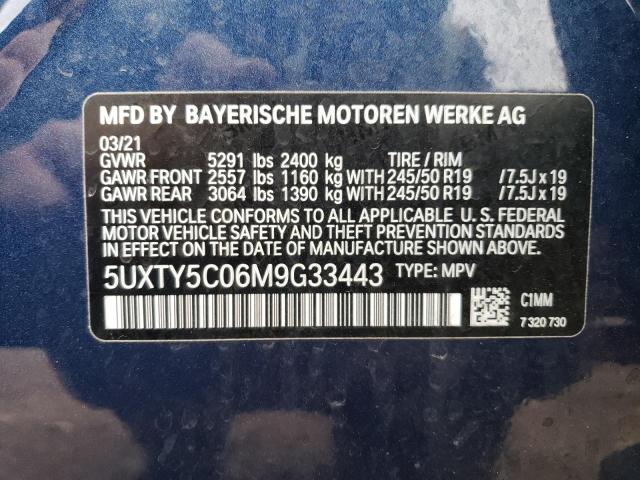 MFD BY BAYERISCHE MOTOREN WERKE AG
03/21
GVWR 5291 lbs 2400 kg TIRE / RIM
GAWR FRONT 2557 lbs 1160 kg WITH 245/50 R19 /7.5J x 19
GAWR REAR 3064 lbs 1390 kg WITH 245/50 R19 /7.5J x 19
THIS VEHICLE CONFORMS TO ALL APPLICABLE U. S. FEDERAL
MOTOR VEHICLE SAFETY AND THEFT PREVENTION STANDARDS
IN EFFECT ON THE DATE OF MANUFACTURE SHOWN ABOVE.
5UXTY5C06M9G33443 TYPE: MPV
C1MM
7 320 730